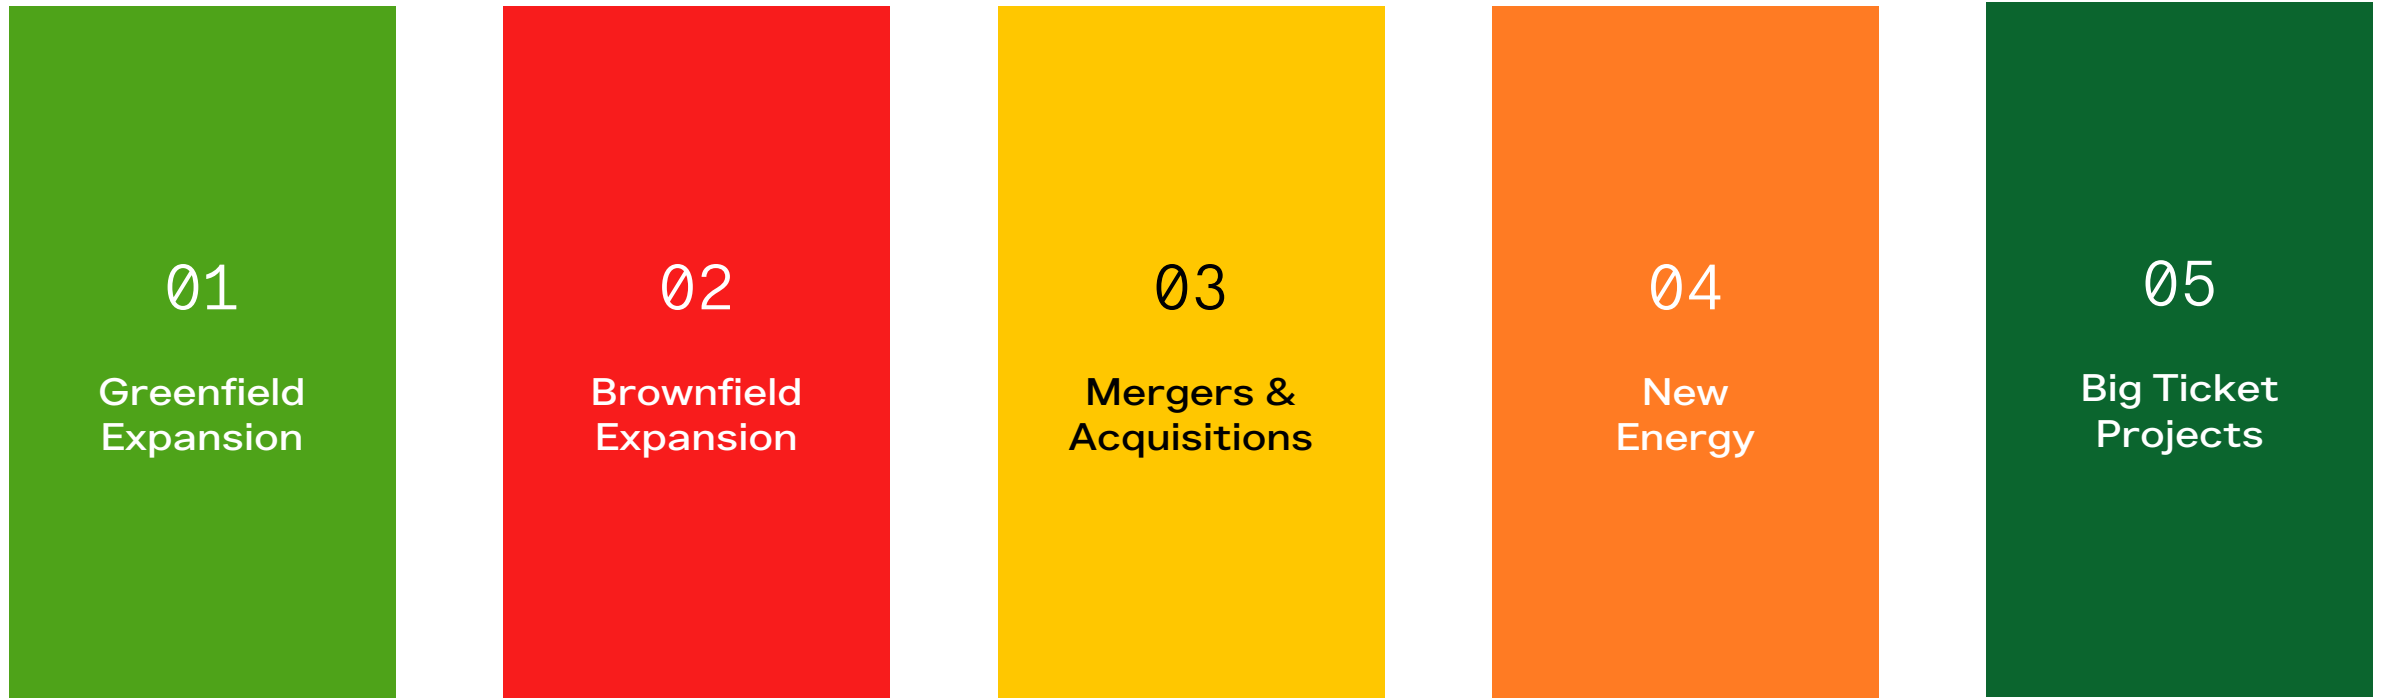 01
Greenfield
Expansion
02
Brownfield
Expansion
03
Mergers &
Acquisitions
04
New
Energy
05
Big Ticket
Projects